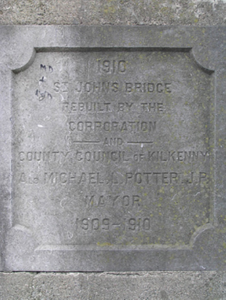 1910
ST JOHNS BRIDGE
REBUILT BY THE
CORPORATION
AND
COUNTY COUNCIL OF KILKENNY
MICHAEL L POTTER, J.P.
MAYOR
1909-1910